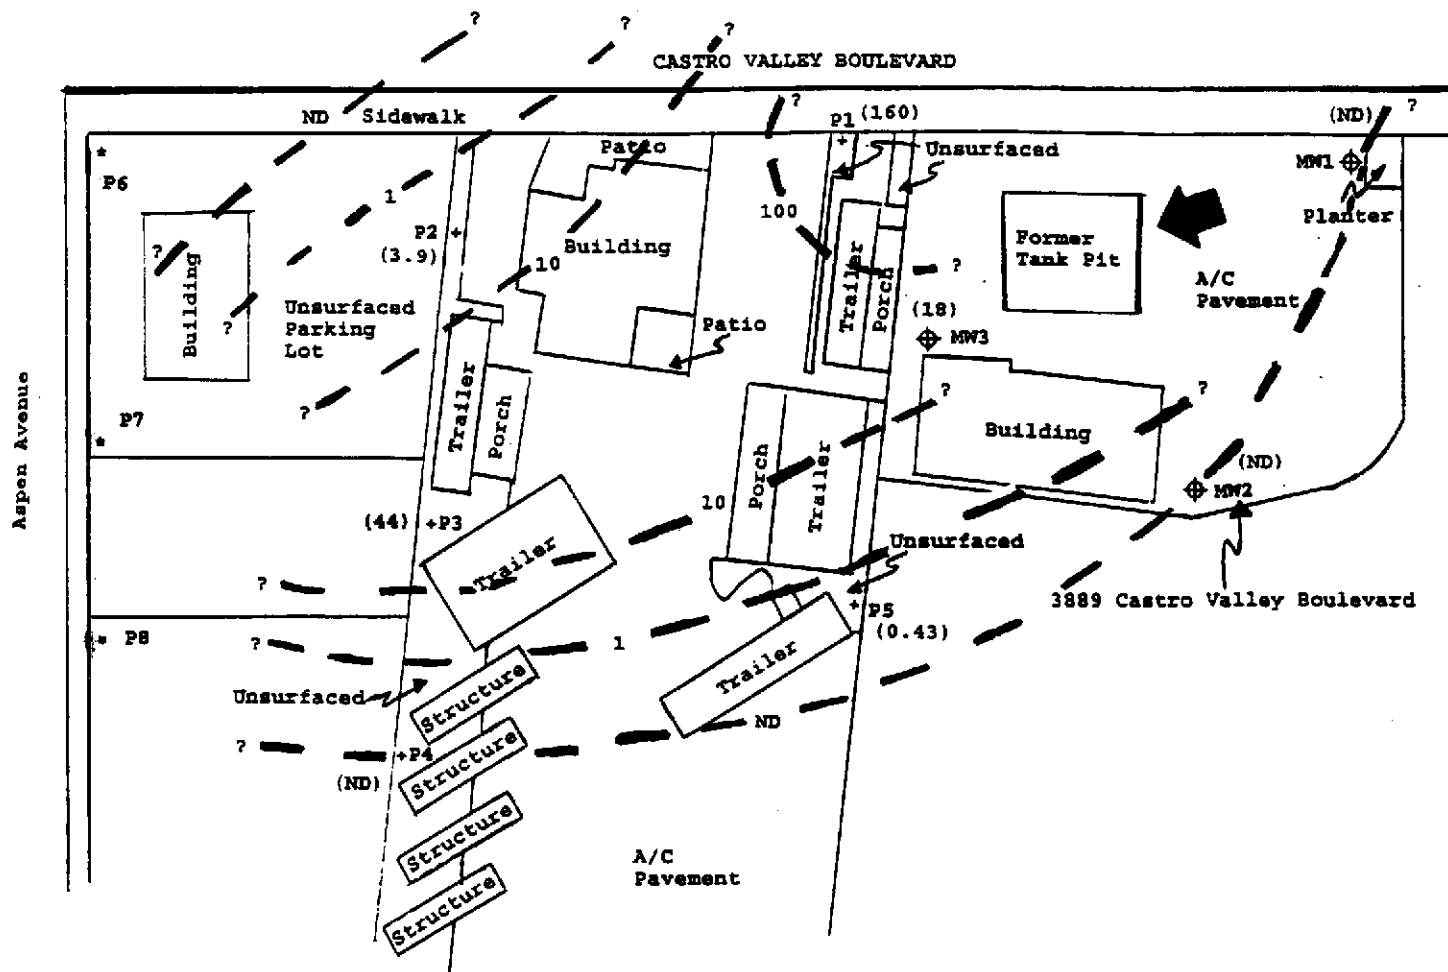 ?
?
?
CASTRO VALLEY BOULEVARD
ND Sidewalk
?
P1 (160)
(ND) ?
*
P6
Patio
Unsurfaced
MW1
1
100
Planter
P2 +
(3.9)
Building
Former
Tank Pit
?
Building
10
Trailer
Porch
?
A/C
Pavement
Unsurfaced
Parking
Lot
?
Patio
(18)
MW3
Aspen Avenue
P7
*
?
Trailer
Porch
?
?
Building
Porch
Trailer
(ND)
MW2
10
(44) +P3
Trailer
Unsurfaced
?
3889 Castro Valley Boulevard
+
P5
(0.43)
* P8
?
1
Trailer
Unsurfaced
Structure
ND
?
+P4
(ND)
Structure
Structure
A/C
Pavement
Structure